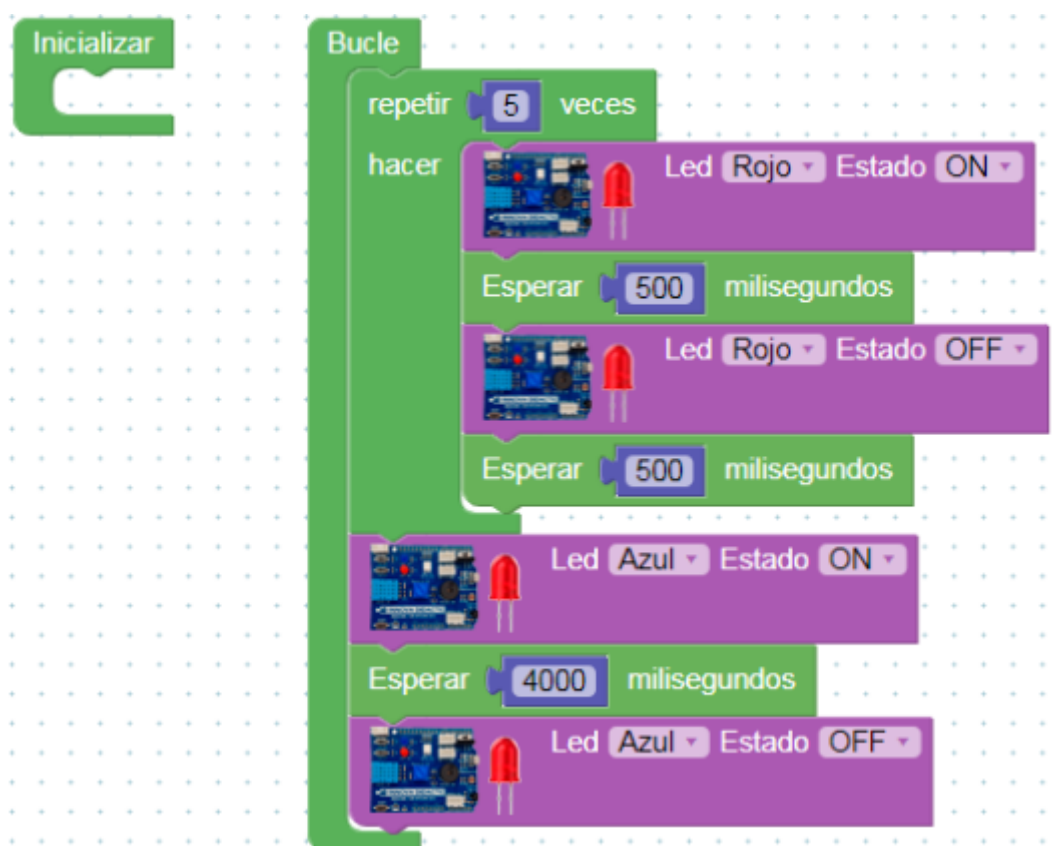 Inicializar
Bucle
repetir 5 veces
hacer
Led Rojo Estado ON
Esperar 500 milisegundos
Led Rojo Estado OFF
Esperar 500 milisegundos
Led Azul Estado ON
Esperar 4000 milisegundos
Led Azul Estado OFF